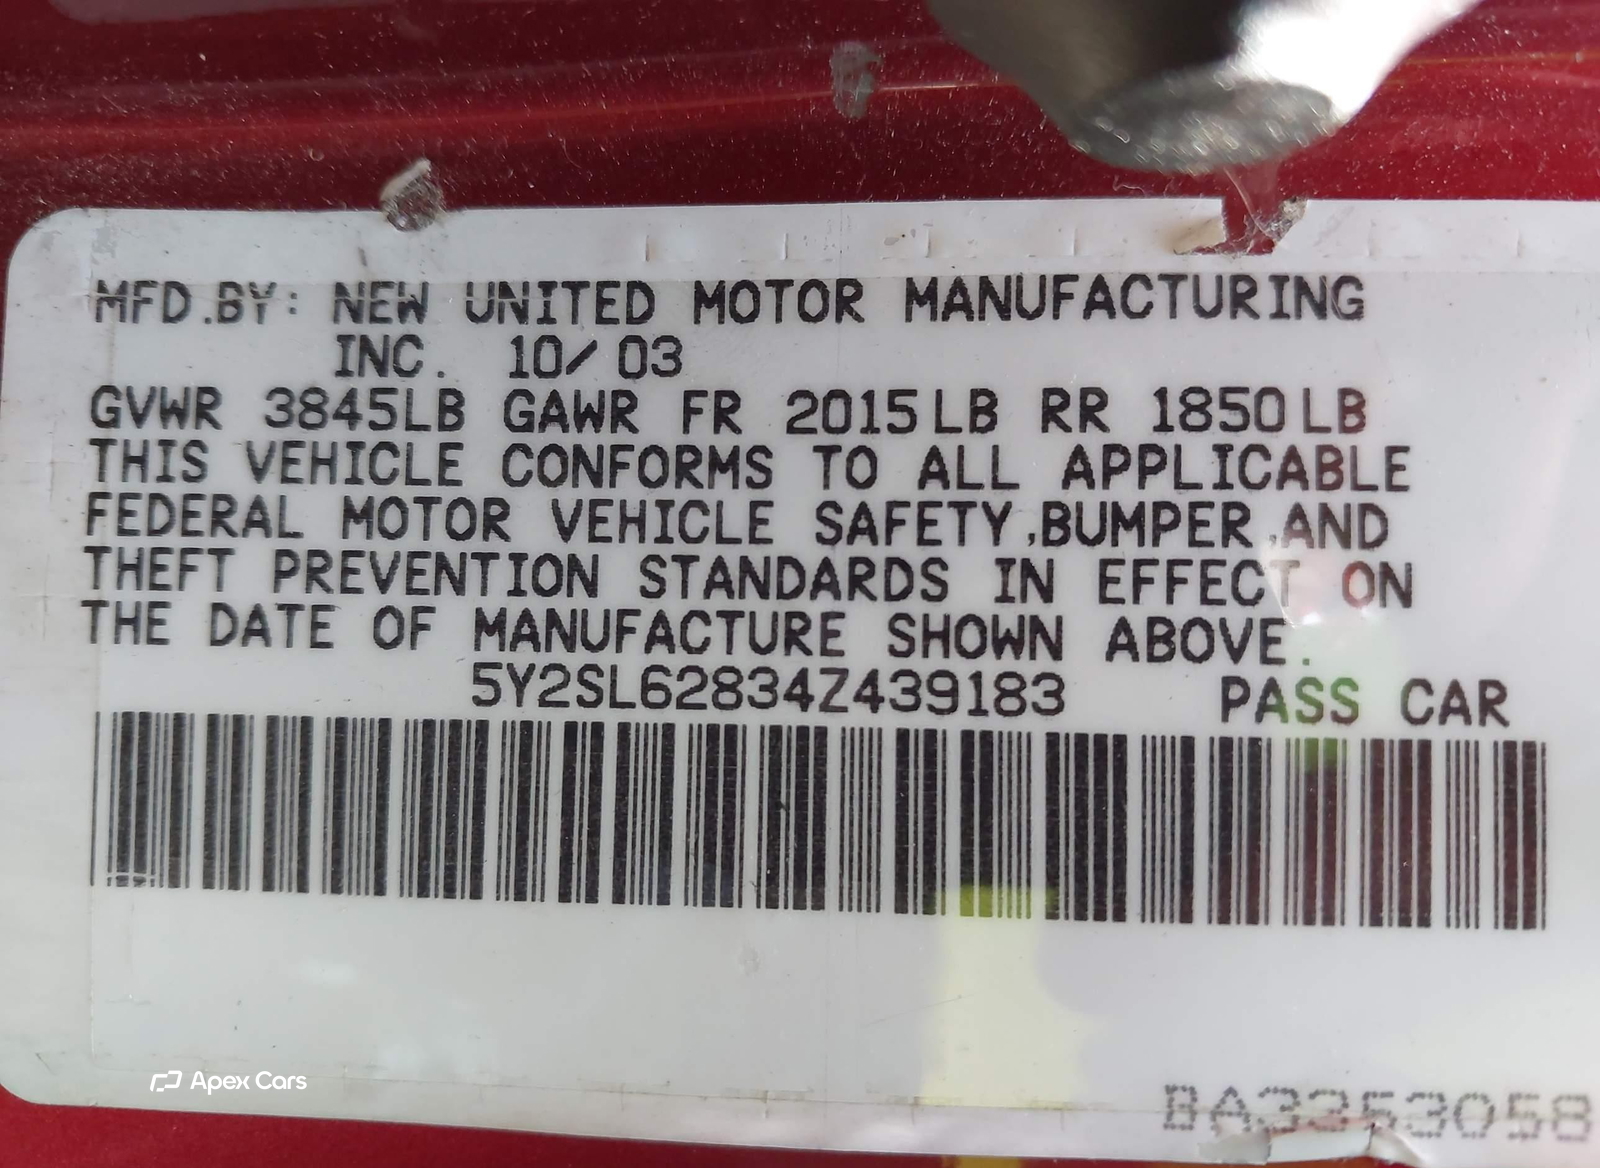 MFD.BY: NEW UNITED MOTOR MANUFACTURING
INC. 10/ 03
GVWR 3845LB GAWR FR 2015LB RR 1850LB
THIS VEHICLE CONFORMS TO ALL APPLICABLE
FEDERAL MOTOR VEHICLE SAFETY,BUMPER,AND
THEFT PREVENTION STANDARDS IN EFFECT ON
THE DATE OF MANUFACTURE SHOWN ABOVE.
5Y2SL62834Z439183 PASS CAR
Apex Cars
BA3353058